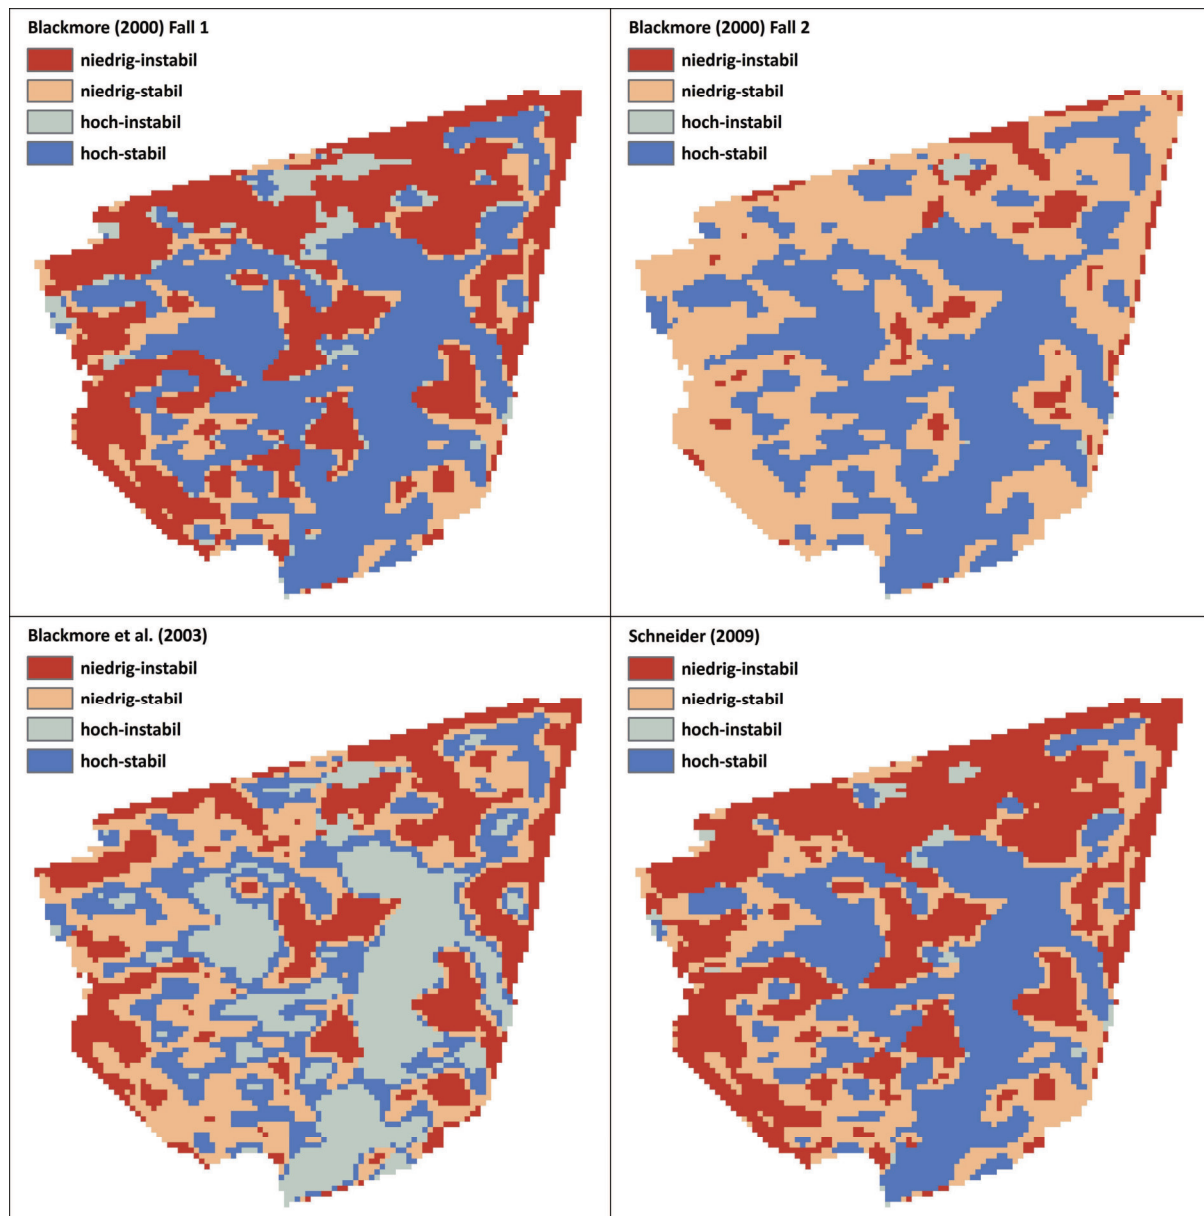 Blackmore (2000) Fall 1
niedrig-instabil
niedrig-stabil
hoch-instabil
hoch-stabil
Blackmore (2000) Fall 2
niedrig-instabil
niedrig-stabil
hoch-instabil
hoch-stabil
Blackmore et al. (2003)
niedrig-instabil
niedrig-stabil
hoch-instabil
hoch-stabil
Schneider (2009)
niedrig-instabil
niedrig-stabil
hoch-instabil
hoch-stabil